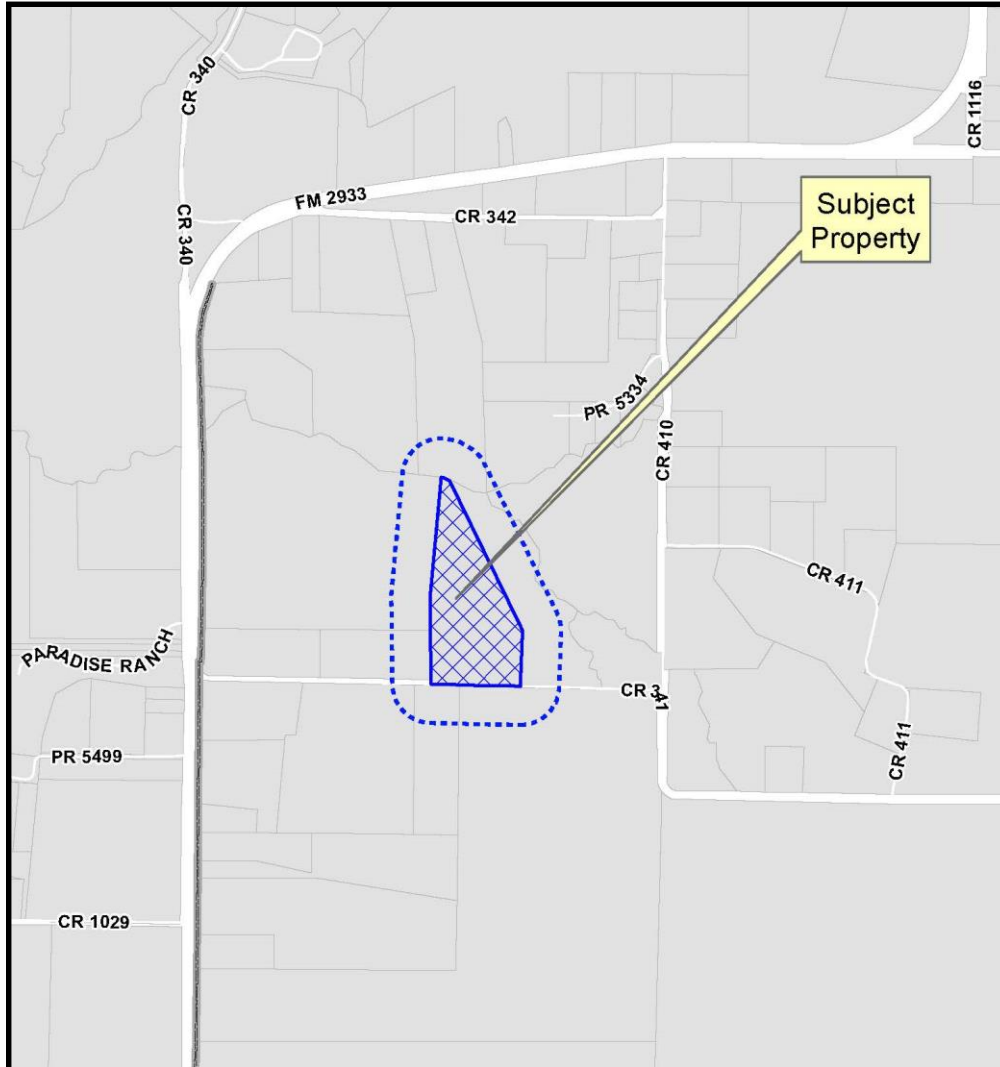 CR 340
CR 1116
FM 2933
CR 342
CR 340
Subject
Property
PR 5334
CR 410
CR 411
PARADISE RANCH
CR 341
CR 411
PR 5499
CR 1029